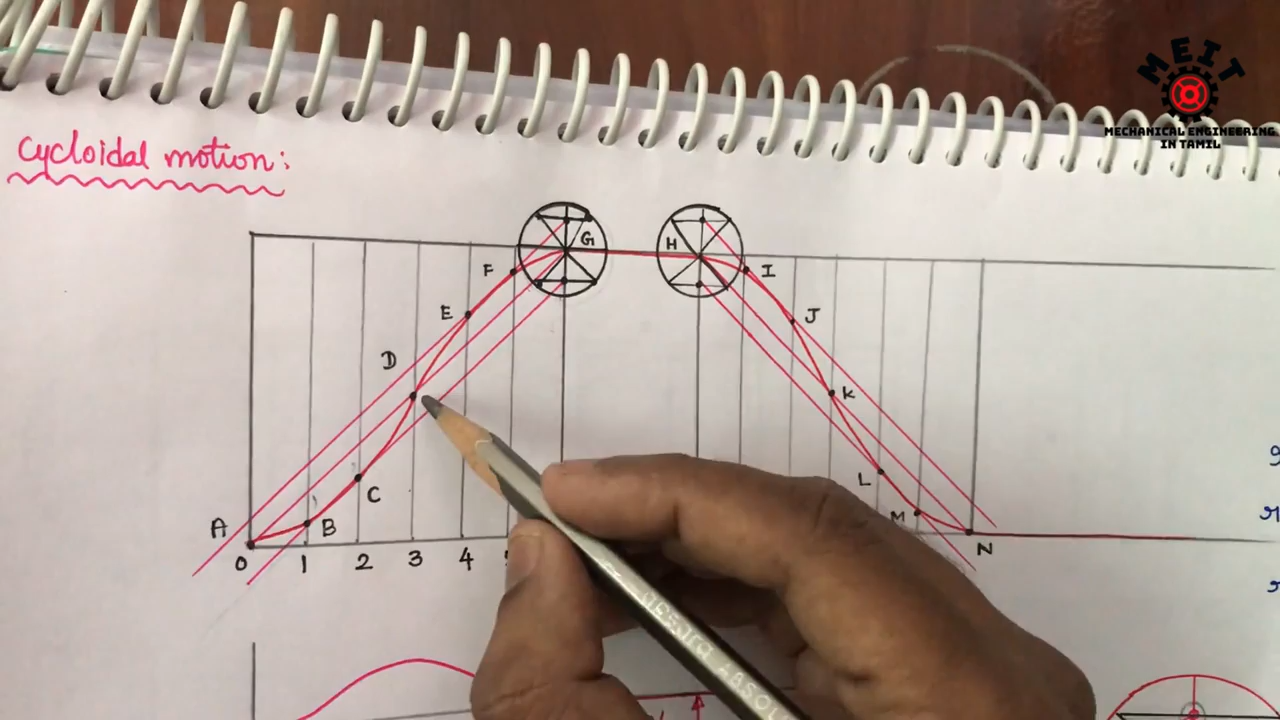 MEIT
MECHANICAL ENGINEERING
IN TAMIL
Cycloidal motion:
G H
F I
E J
D
K
C L
A B M
N
0 1 2 3 4